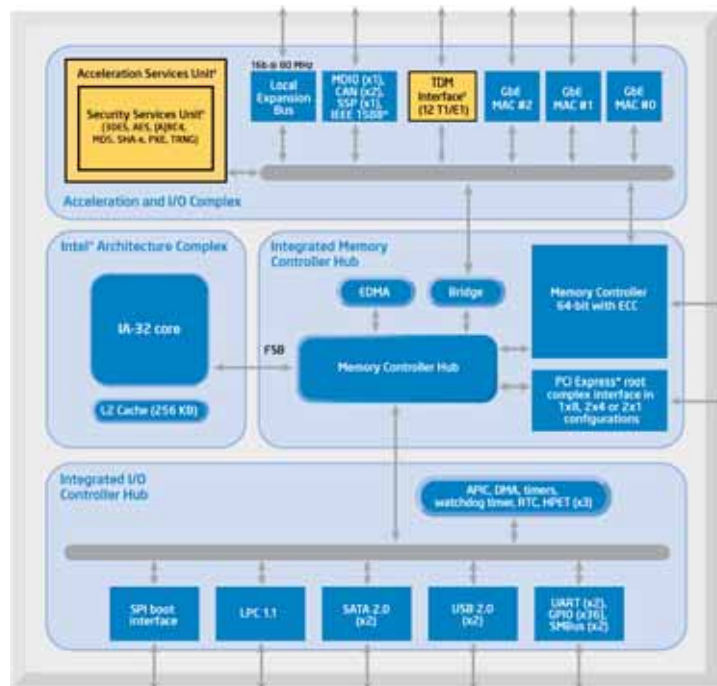 16b @ 80 MHz
Acceleration Services Unit*
Security Services Unit*
(3DES, AES, (A)RC4,
MD5, SHA-x, PKE, TRNG)
Local
Expansion
Bus
MDIO (x1),
CAN (x2),
SSP (x1),
IEEE 1588*
TDM
Interface*
(12 T1/E1)
GbE
MAC #2
GbE
MAC #1
GbE
MAC #0
Acceleration and I/O Complex
Intel® Architecture Complex
IA-32 core
L2 Cache (256 KB)
FSB
Integrated Memory
Controller Hub
EDMA
Bridge
Memory Controller Hub
Memory Controller
64-bit with ECC
PCI Express* root
complex interface in
1x8, 2x4 or 2x1
configurations
Integrated I/O
Controller Hub
APIC, DMA, timers,
watchdog timer, RTC, HPET (x3)
SPI boot
interface
LPC 1.1
SATA 2.0
(x2)
USB 2.0
(x2)
UART (x2),
GPIO (x36),
SMBus (x2)